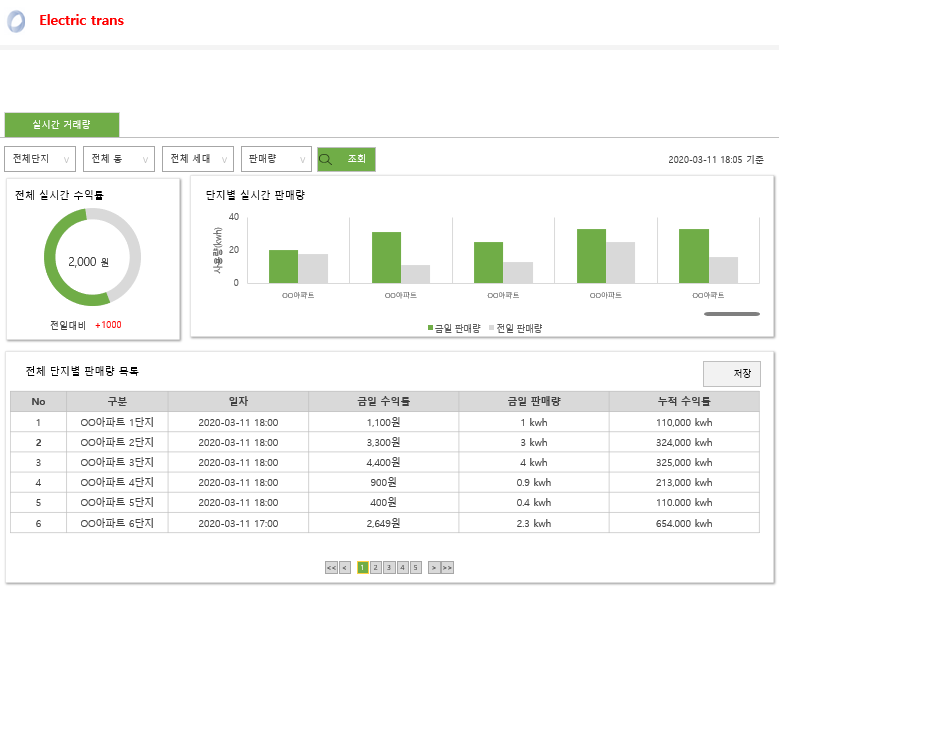 Electric trans
실시간 거래량
전체단지 ∨ 전체 동 ∨ 전체 세대 ∨ 판매량 ∨ 조회 2020-03-11 18:05 기준
전체 실시간 수익률
2,000 원
전일대비 +1000
단지별 실시간 판매량
사용량(kwh)
40
20
0
OO아파트 OO아파트 OO아파트 OO아파트 OO아파트
금일 판매량 전일 판매량
전체 단지별 판매량 목록 저장
No 구분 일자 금일 수익률 금일 판매량 누적 수익률
1 OO아파트 1단지 2020-03-11 18:00 1,100원 1 kwh 110,000 kwh
2 OO아파트 2단지 2020-03-11 18:00 3,300원 3 kwh 324,000 kwh
3 OO아파트 3단지 2020-03-11 18:00 4,400원 4 kwh 325,000 kwh
4 OO아파트 4단지 2020-03-11 18:00 900원 0.9 kwh 213,000 kwh
5 OO아파트 5단지 2020-03-11 18:00 400원 0.4 kwh 110.000 kwh
6 OO아파트 6단지 2020-03-11 17:00 2,649원 2.3 kwh 654.000 kwh
<< < 1 2 3 4 5 > >>